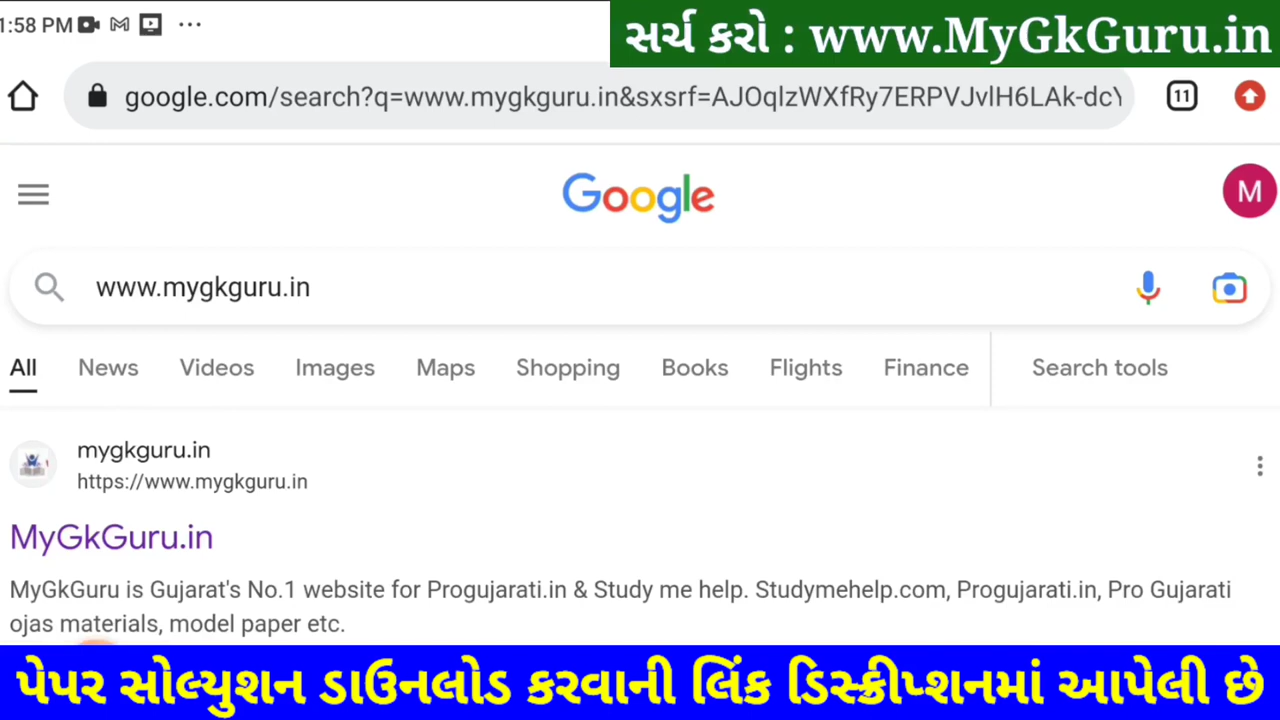 1:58 PM
સર્ચ કરો : www.MyGkGuru.in
google.com/search?q=www.mygkguru.in&sxsrf=AJOqlzWXfRy7ERPVJvlH6LAk-dcY
11
Google
M
www.mygkguru.in
All News Videos Images Maps Shopping Books Flights Finance Search tools
mygkguru.in
https://www.mygkguru.in
MyGkGuru.in
MyGkGuru is Gujarat's No.1 website for Progujarati.in & Study me help. Studymehelp.com, Progujarati.in, Pro Gujarati
ojas materials, model paper etc.
પેપર સોલ્યુશન ડાઉનલોડ કરવાની લિંક ડિસ્ક્રીપ્શનમાં આપેલી છે